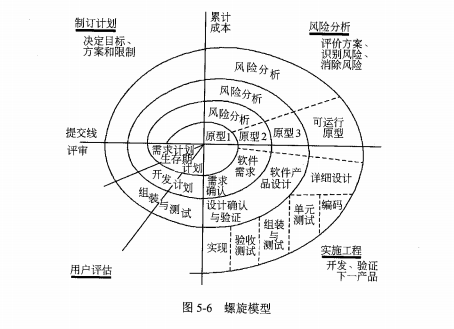 制订计划
决定目标、
方案和限制
累计
成本
风险分析
评价方案、
识别风险、
消除风险
风险分析
风险分析
风险分析
提交线
评审
原型1
原型2
原型3
可运行
原型
需求计划
生存期
计划
开发计划
组装与测试
需求
确认
软件
需求
软件产
品设计
详细设计
设计确认
与验证
实现
验收
测试
组装
与
测试
单元
测试
编码
用户评估
实施工程
开发、验证
下一产品
图5-6 螺旋模型